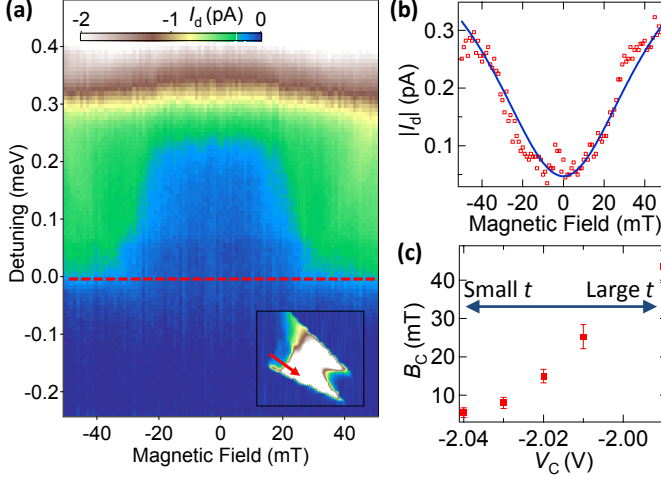 (a)
I_d (pA)
-2 -1 0
0.4
0.3
0.2
0.1
0.0
-0.1
-0.2
Detuning (meV)
-40 -20 0 20 40
Magnetic Field (mT)
(b)
0.3
0.2
0.1
|I_d| (pA)
-40 -20 0 20 40
Magnetic Field (mT)
(c)
Small t Large t
40
30
20
10
B_C (mT)
-2.04 -2.02 -2.00
V_C (V)